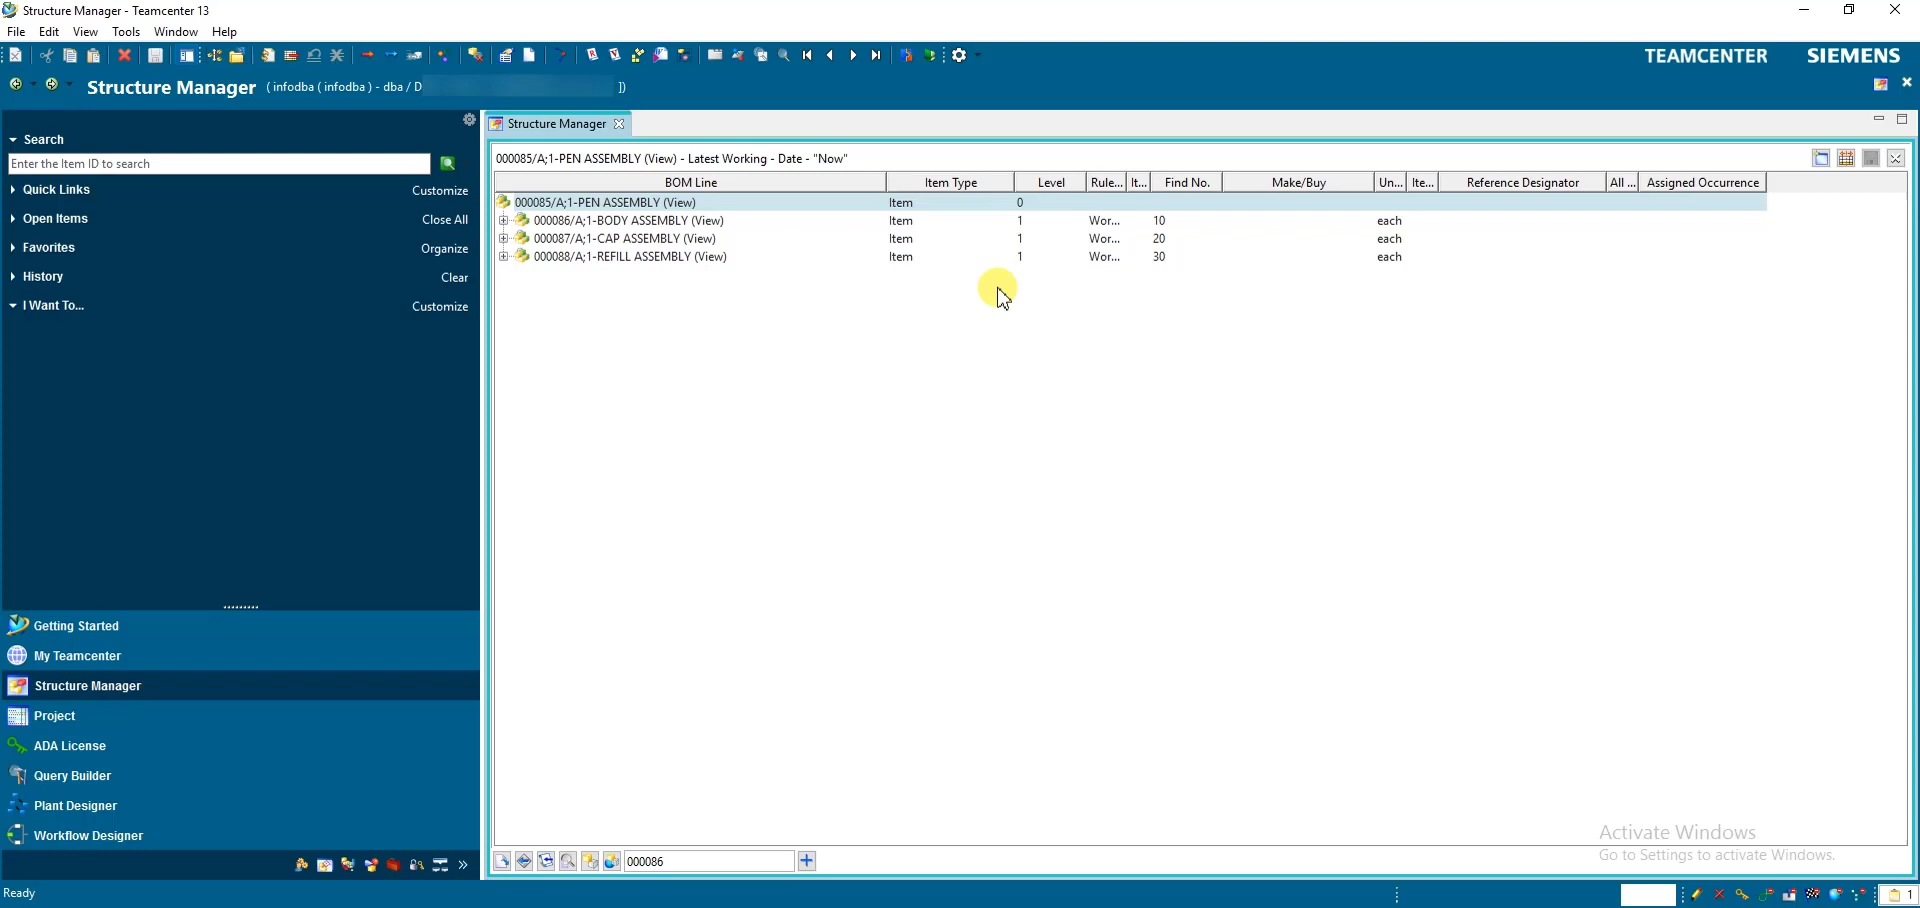 Structure Manager - Teamcenter 13
File Edit View Tools Window Help
TEAMCENTER SIEMENS
Structure Manager ( infodba ( infodba ) - dba / D ])
Search
Enter the Item ID to search
Quick Links Customize
Open Items Close All
Favorites Organize
History Clear
I Want To... Customize
Getting Started
My Teamcenter
Structure Manager
Project
ADA License
Query Builder
Plant Designer
Workflow Designer
Structure Manager
000085/A;1-PEN ASSEMBLY (View) - Latest Working - Date - "Now"
BOM Line Item Type Level Rule... It... Find No. Make/Buy Un... Ite... Reference Designator All ... Assigned Occurrence
000085/A;1-PEN ASSEMBLY (View) Item 0
000086/A;1-BODY ASSEMBLY (View) Item 1 Wor... 10 each
000087/A;1-CAP ASSEMBLY (View) Item 1 Wor... 20 each
000088/A;1-REFILL ASSEMBLY (View) Item 1 Wor... 30 each
Activate Windows
Go to Settings to activate Windows.
000086
Ready 1